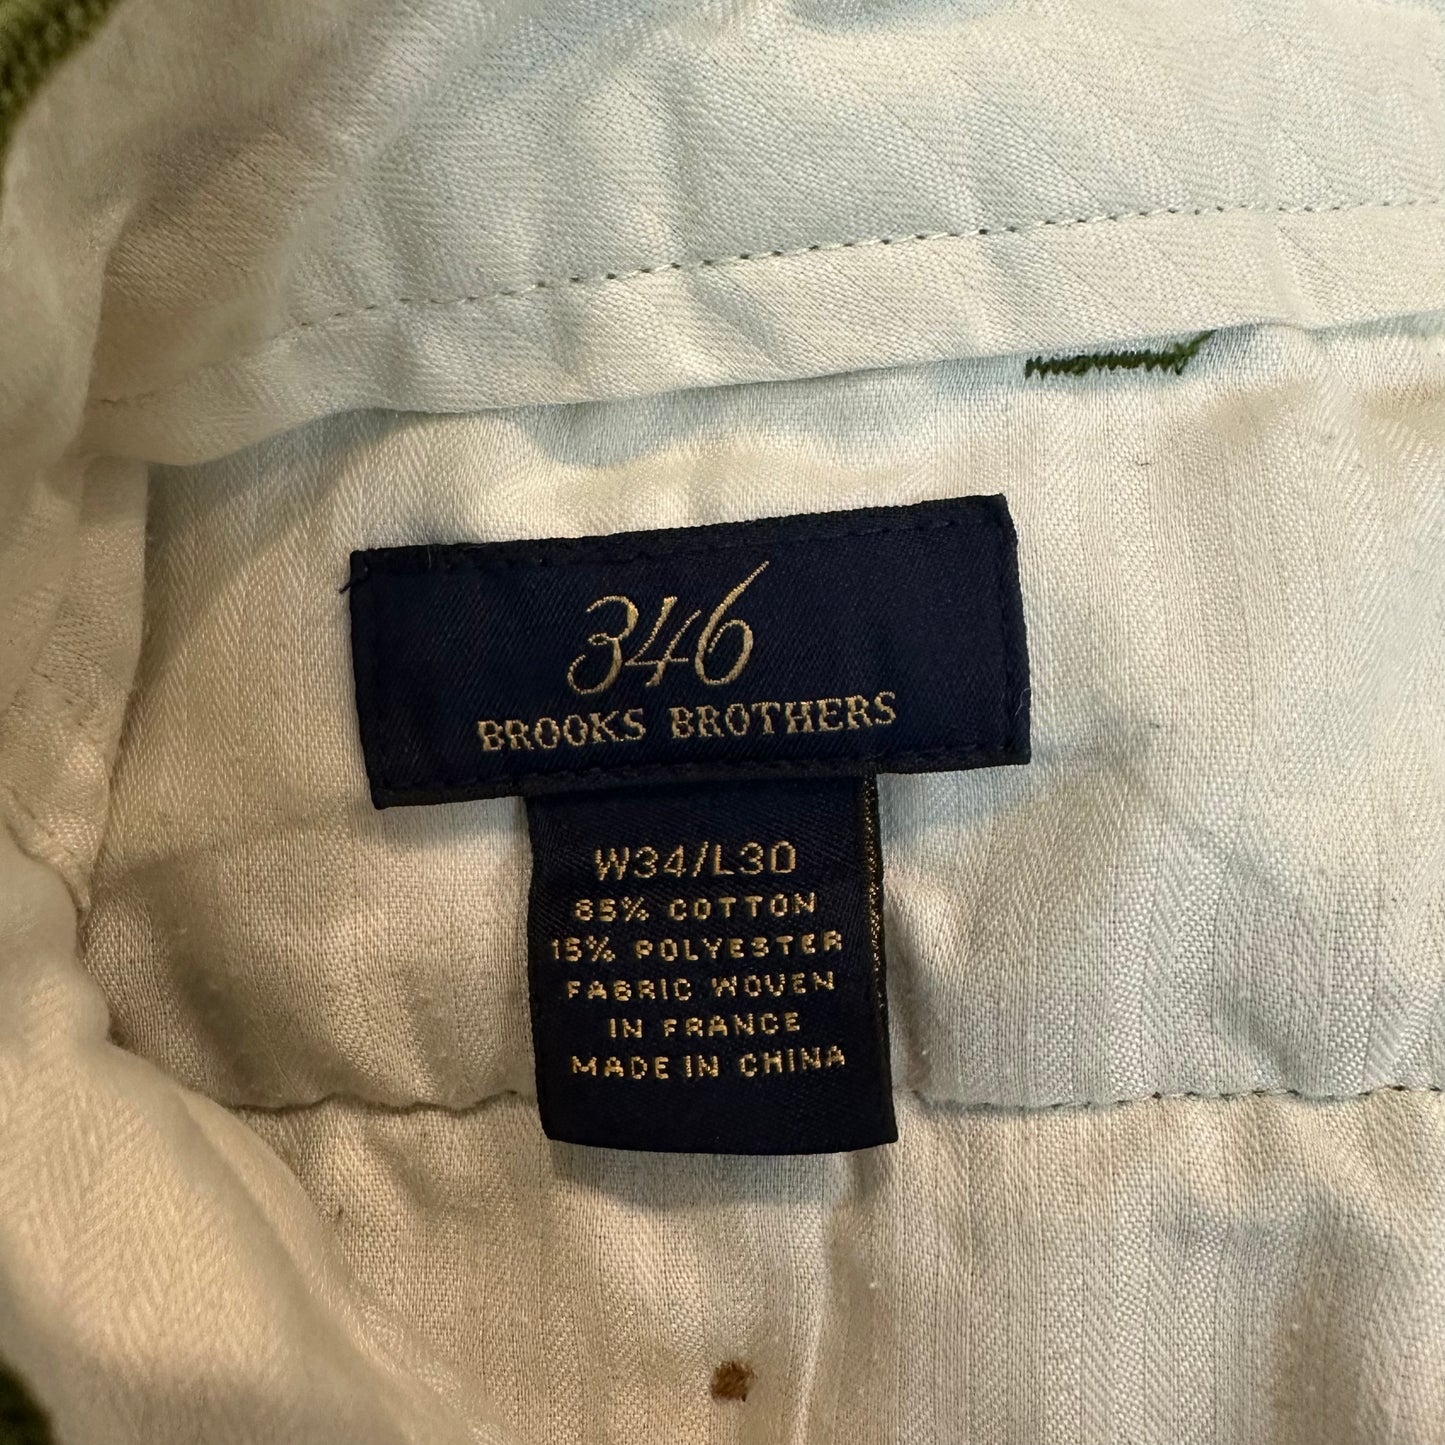 346
BROOKS BROTHERS
W34/L30
85% COTTON
15% POLYESTER
FABRIC WOVEN
IN FRANCE
MADE IN CHINA